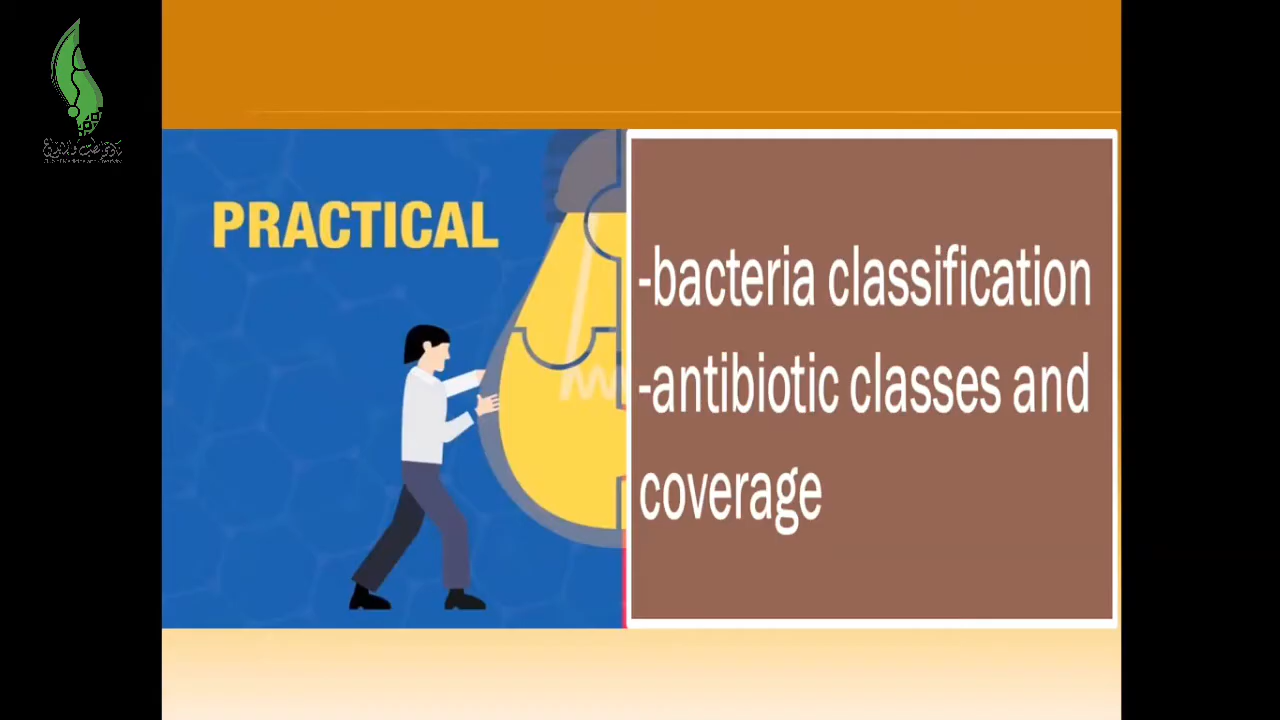 PRACTICAL
-bacteria classification
-antibiotic classes and
coverage